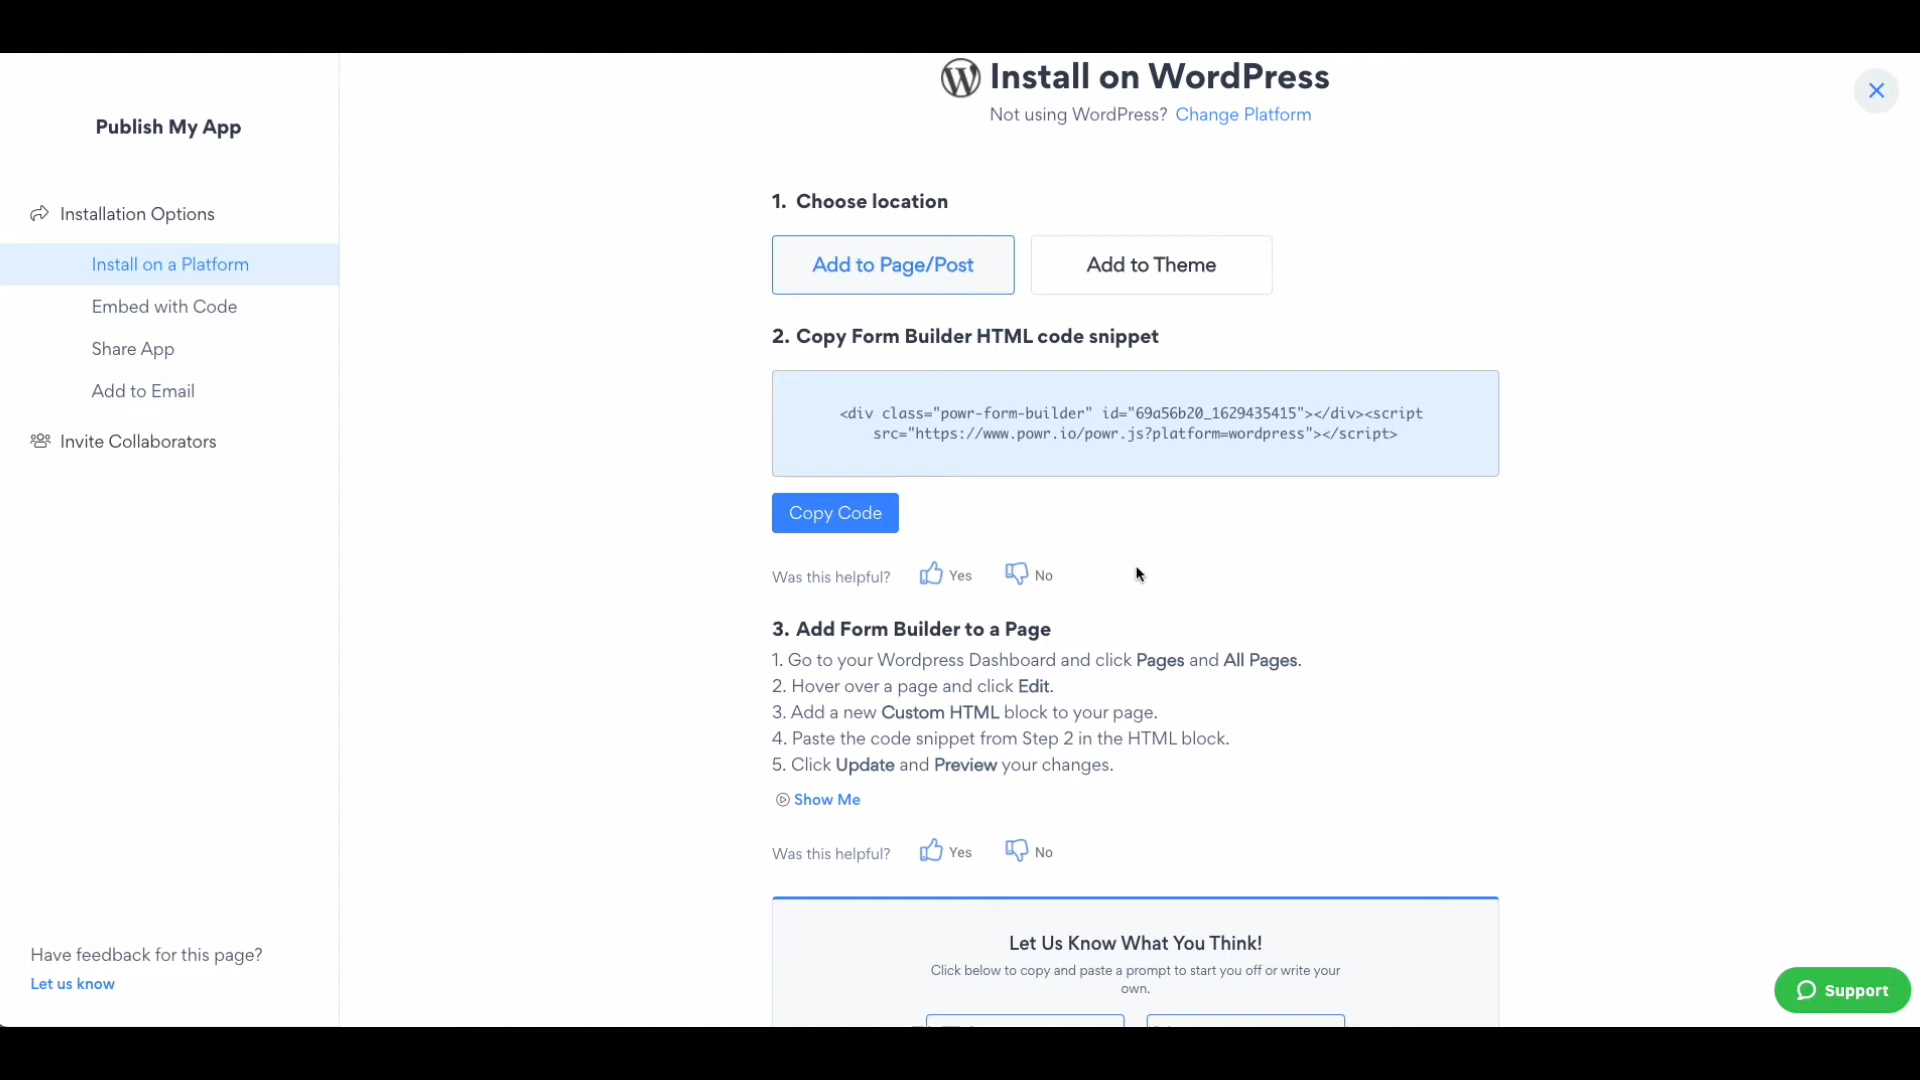 Install on WordPress
Not using WordPress? Change Platform
Publish My App
Installation Options
Install on a Platform
Embed with Code
Share App
Add to Email
Invite Collaborators
Have feedback for this page?
Let us know
1. Choose location
Add to Page/Post
Add to Theme
2. Copy Form Builder HTML code snippet
<div class="powr-form-builder" id="69a56b20_1629435415"></div><script
src="https://www.powr.io/powr.js?platform=wordpress"></script>
Copy Code
Was this helpful? Yes No
3. Add Form Builder to a Page
1. Go to your Wordpress Dashboard and click Pages and All Pages.
2. Hover over a page and click Edit.
3. Add a new Custom HTML block to your page.
4. Paste the code snippet from Step 2 in the HTML block.
5. Click Update and Preview your changes.
Show Me
Was this helpful? Yes No
Let Us Know What You Think!
Click below to copy and paste a prompt to start you off or write your
own.
Support